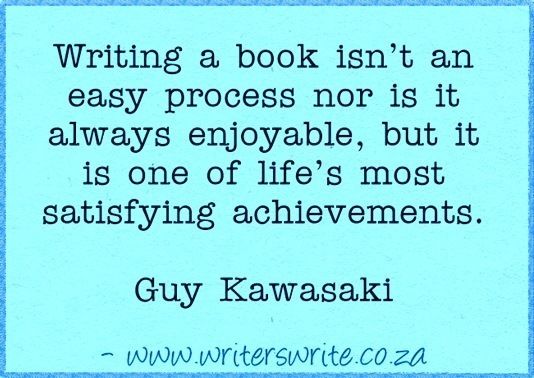 Writing a book isn’t an
easy process nor is it
always enjoyable, but it
is one of life’s most
satisfying achievements.
Guy Kawasaki
- www.writerswrite.co.za